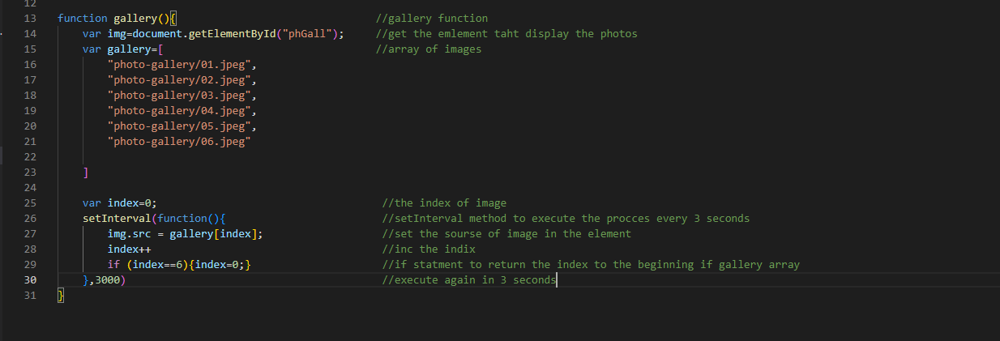 12
13 function gallery(){ //gallery function
14 var img=document.getElementById("phGall"); //get the emlement taht display the photos
15 var gallery=[ //array of images
16 "photo-gallery/01.jpeg",
17 "photo-gallery/02.jpeg",
18 "photo-gallery/03.jpeg",
19 "photo-gallery/04.jpeg",
20 "photo-gallery/05.jpeg",
21 "photo-gallery/06.jpeg"
22
23 ]
24
25 var index=0; //the index of image
26 setInterval(function(){ //setInterval method to execute the procces every 3 seconds
27 img.src = gallery[index]; //set the sourse of image in the element
28 index++ //inc the indix
29 if (index==6){index=0;} //if statment to return the index to the beginning if gallery array
30 },3000) //execute again in 3 seconds
31 }